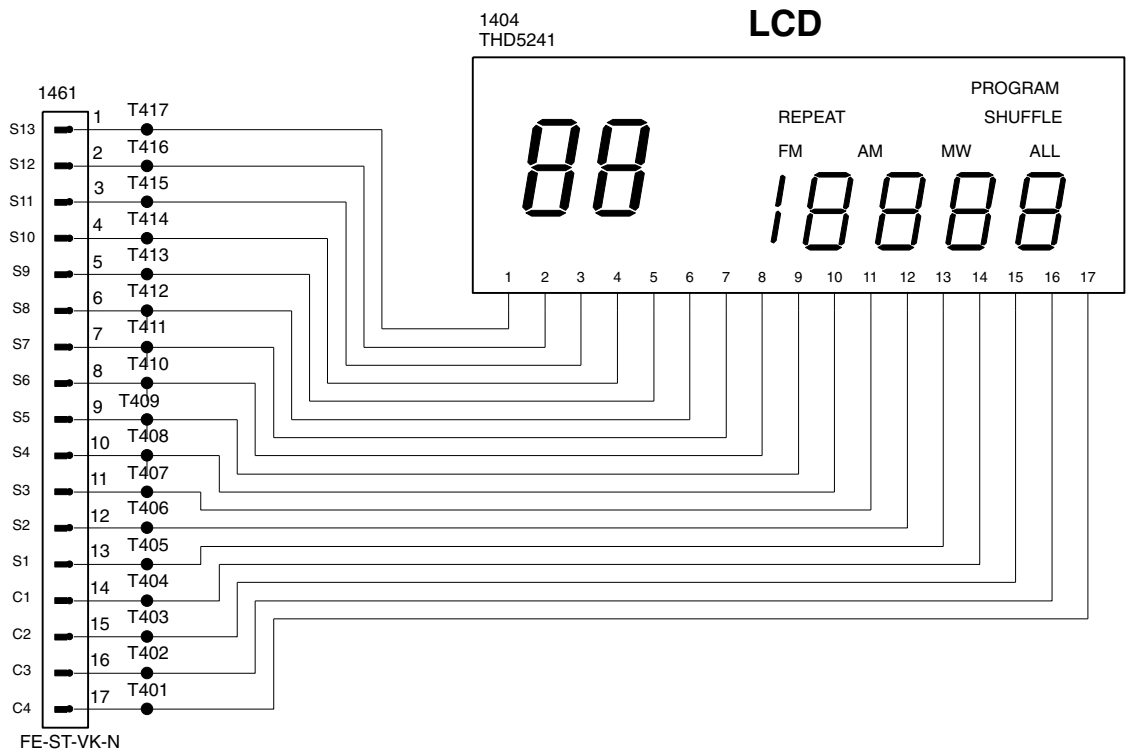 1404
THD5241
LCD
PROGRAM
REPEAT SHUFFLE
FM AM MW ALL
88 18888
1 2 3 4 5 6 7 8 9 10 11 12 13 14 15 16 17
1461
S13 1 T417
S12 2 T416
S11 3 T415
S10 4 T414
S9 5 T413
S8 6 T412
S7 7 T411
S6 8 T410
S5 9 T409
S4 10 T408
S3 11 T407
S2 12 T406
S1 13 T405
C1 14 T404
C2 15 T403
C3 16 T402
C4 17 T401
FE-ST-VK-N